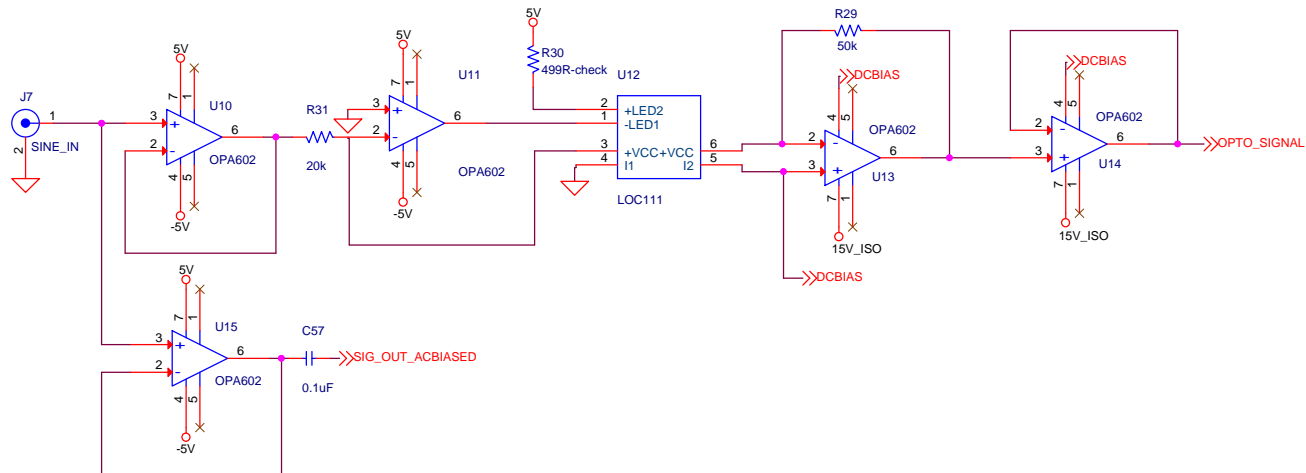 J7
1
2
SINE_IN
5V
7
1
U10
3
+
2
-
6
OPA602
4
5
-5V
R31
20k
5V
7
1
U11
3
+
2
-
6
OPA602
4
5
-5V
5V
R30
499R-check
U12
2
+LED2
1
-LED1
3
+VCC+VCC
6
4
I1
I2
5
LOC111
R29
50k
DCBIAS
4
5
OPA602
2
-
3
+
6
U13
7
1
15V_ISO
DCBIAS
DCBIAS
4
5
OPA602
2
-
3
+
6
U14
7
1
15V_ISO
OPTO_SIGNAL
5V
7
1
U15
3
+
2
-
6
OPA602
4
5
-5V
C57
0.1uF
SIG_OUT_ACBIASED